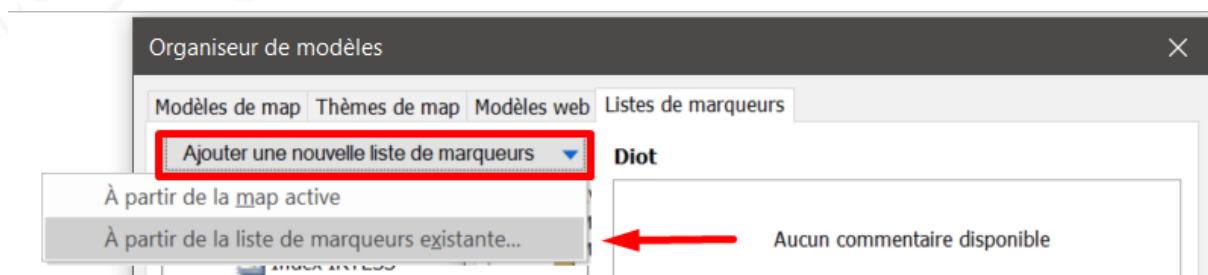 Organiseur de modèles
Modèles de map Thèmes de map Modèles web Listes de marqueurs
Ajouter une nouvelle liste de marqueurs
Diot
À partir de la map active
À partir de la liste de marqueurs existante...
Aucun commentaire disponible